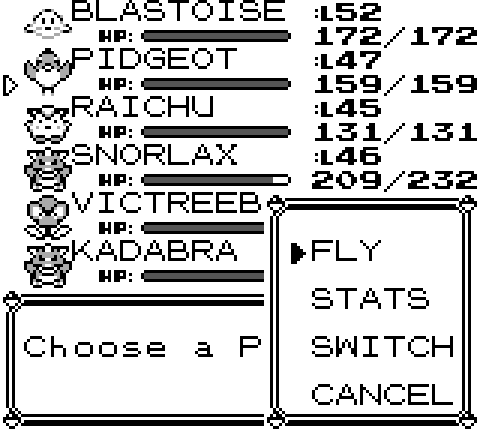 BLASTOISE :L52
HP: 172/172
PIDGEOT :L47
HP: 159/159
RAICHU :L45
HP: 131/131
SNORLAX :L46
HP: 209/232
VICTREEB
HP:
KADABRA
HP:
FLY
STATS
SWITCH
CANCEL
Choose a P